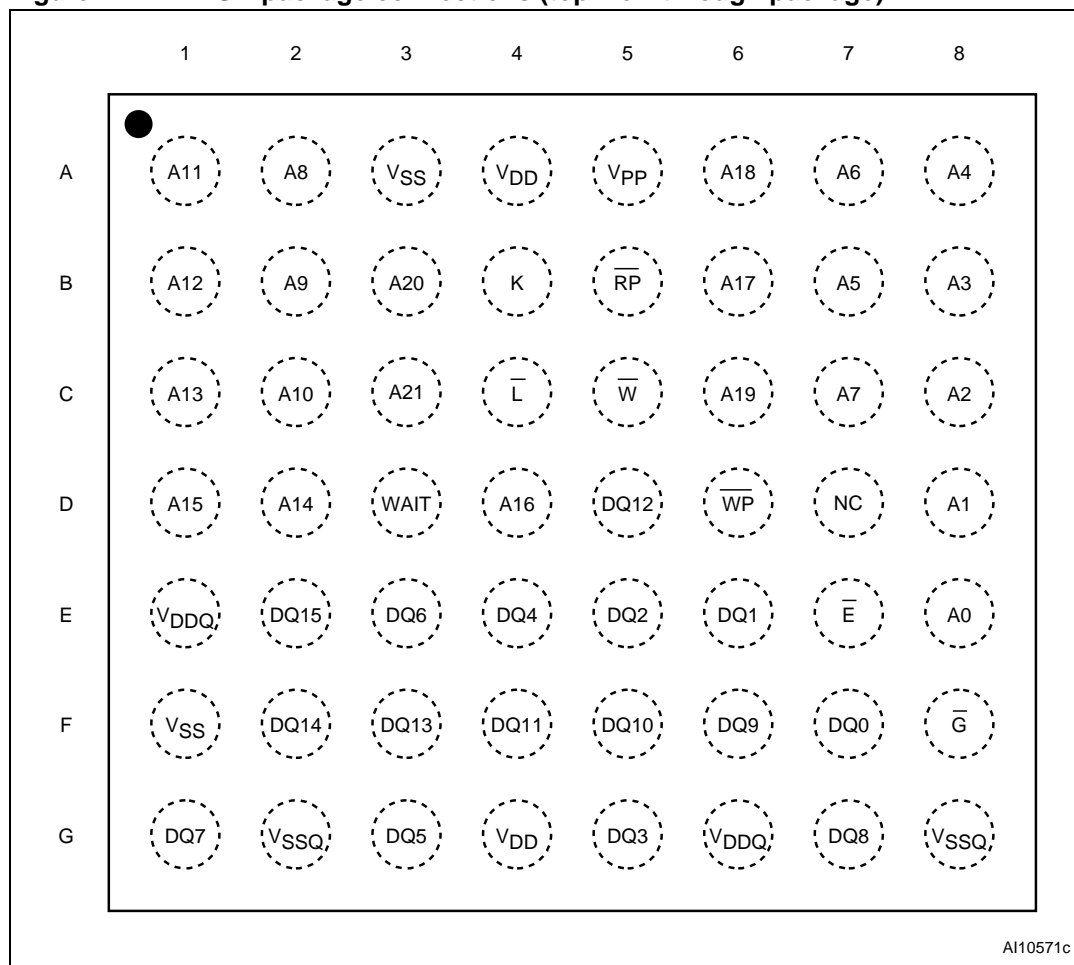 1 2 3 4 5 6 7 8
A A11 A8 VSS VDD VPP A18 A6 A4
B A12 A9 A20 K R̅P̅ A17 A5 A3
C A13 A10 A21 L̅ W̅ A19 A7 A2
D A15 A14 WAIT A16 DQ12 W̅P̅ NC A1
E VDDQ DQ15 DQ6 DQ4 DQ2 DQ1 E̅ A0
F VSS DQ14 DQ13 DQ11 DQ10 DQ9 DQ0 G̅
G DQ7 VSSQ DQ5 VDD DQ3 VDDQ DQ8 VSSQ
AI10571c